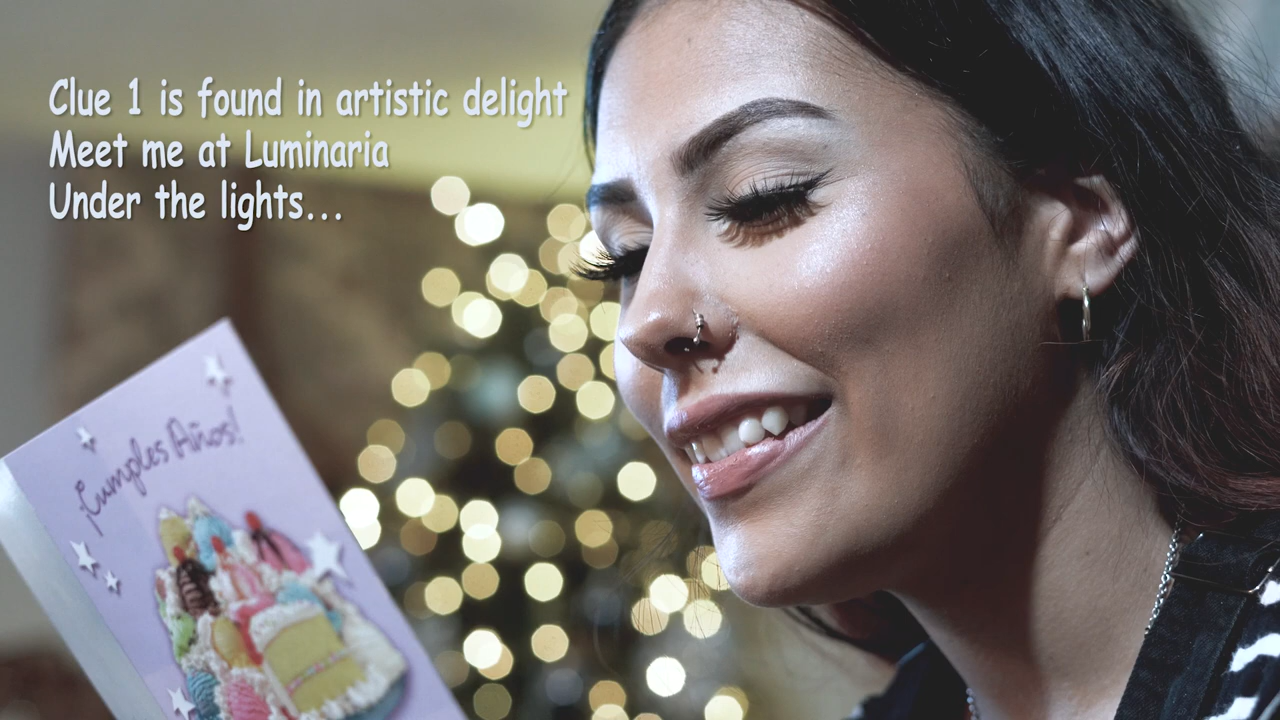 Clue 1 is found in artistic delight
Meet me at Luminaria
Under the lights...
¡Cumples Años!